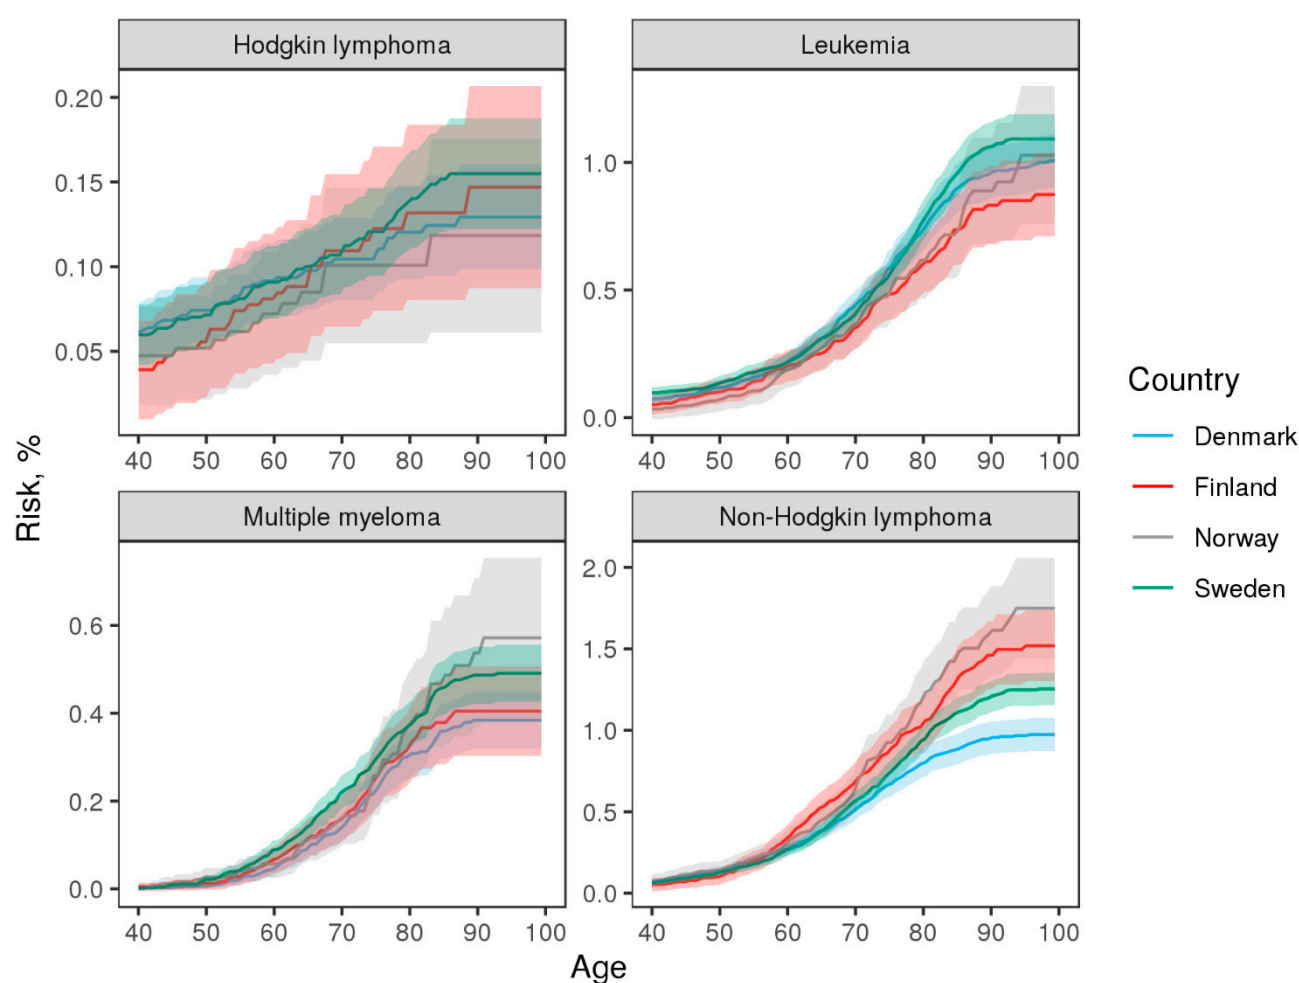 Hodgkin lymphoma
Leukemia
0.20
0.15
0.10
0.05
40 50 60 70 80 90 100
1.0
0.5
0.0
40 50 60 70 80 90 100
Multiple myeloma
Non-Hodgkin lymphoma
0.6
0.4
0.2
0.0
40 50 60 70 80 90 100
2.0
1.5
1.0
0.5
0.0
40 50 60 70 80 90 100
Risk, %
Age
Country
Denmark
Finland
Norway
Sweden